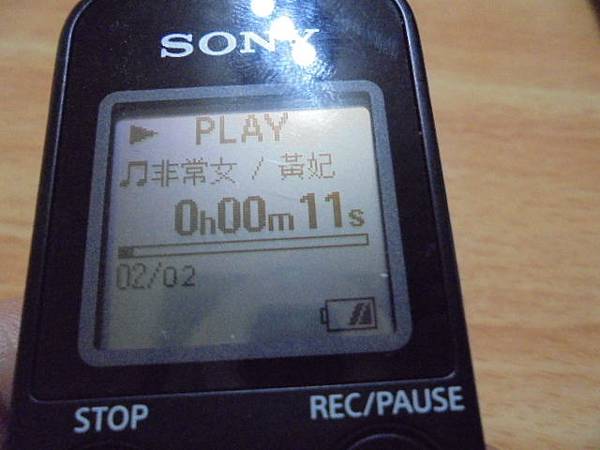 SONY
PLAY
非常女 / 黃妃
0h00m11s
02/02
STOP
REC/PAUSE